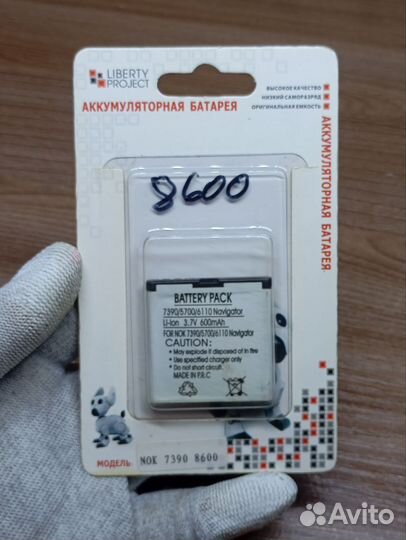 LIBERTY
PROJECT
АККУМУЛЯТОРНАЯ БАТАРЕЯ
ВЫСОКОЕ КАЧЕСТВО
НИЗКИЙ САМОРАЗРЯД
ОРИГИНАЛЬНАЯ ЕМКОСТЬ
АККУМУЛЯТОРНАЯ БАТАРЕЯ
8600
BATTERY PACK
7390/5700/6110 Navigator
Li-Ion 3.7V 600mAh
FOR NOK 7390/5700/6110 Navigator
CAUTION:
• May explode if disposed of in fire
• Use specified charger only
• Do not short circuit.
MADE IN P.R.C
МОДЕЛЬ: NOK 7390 8600
Avito